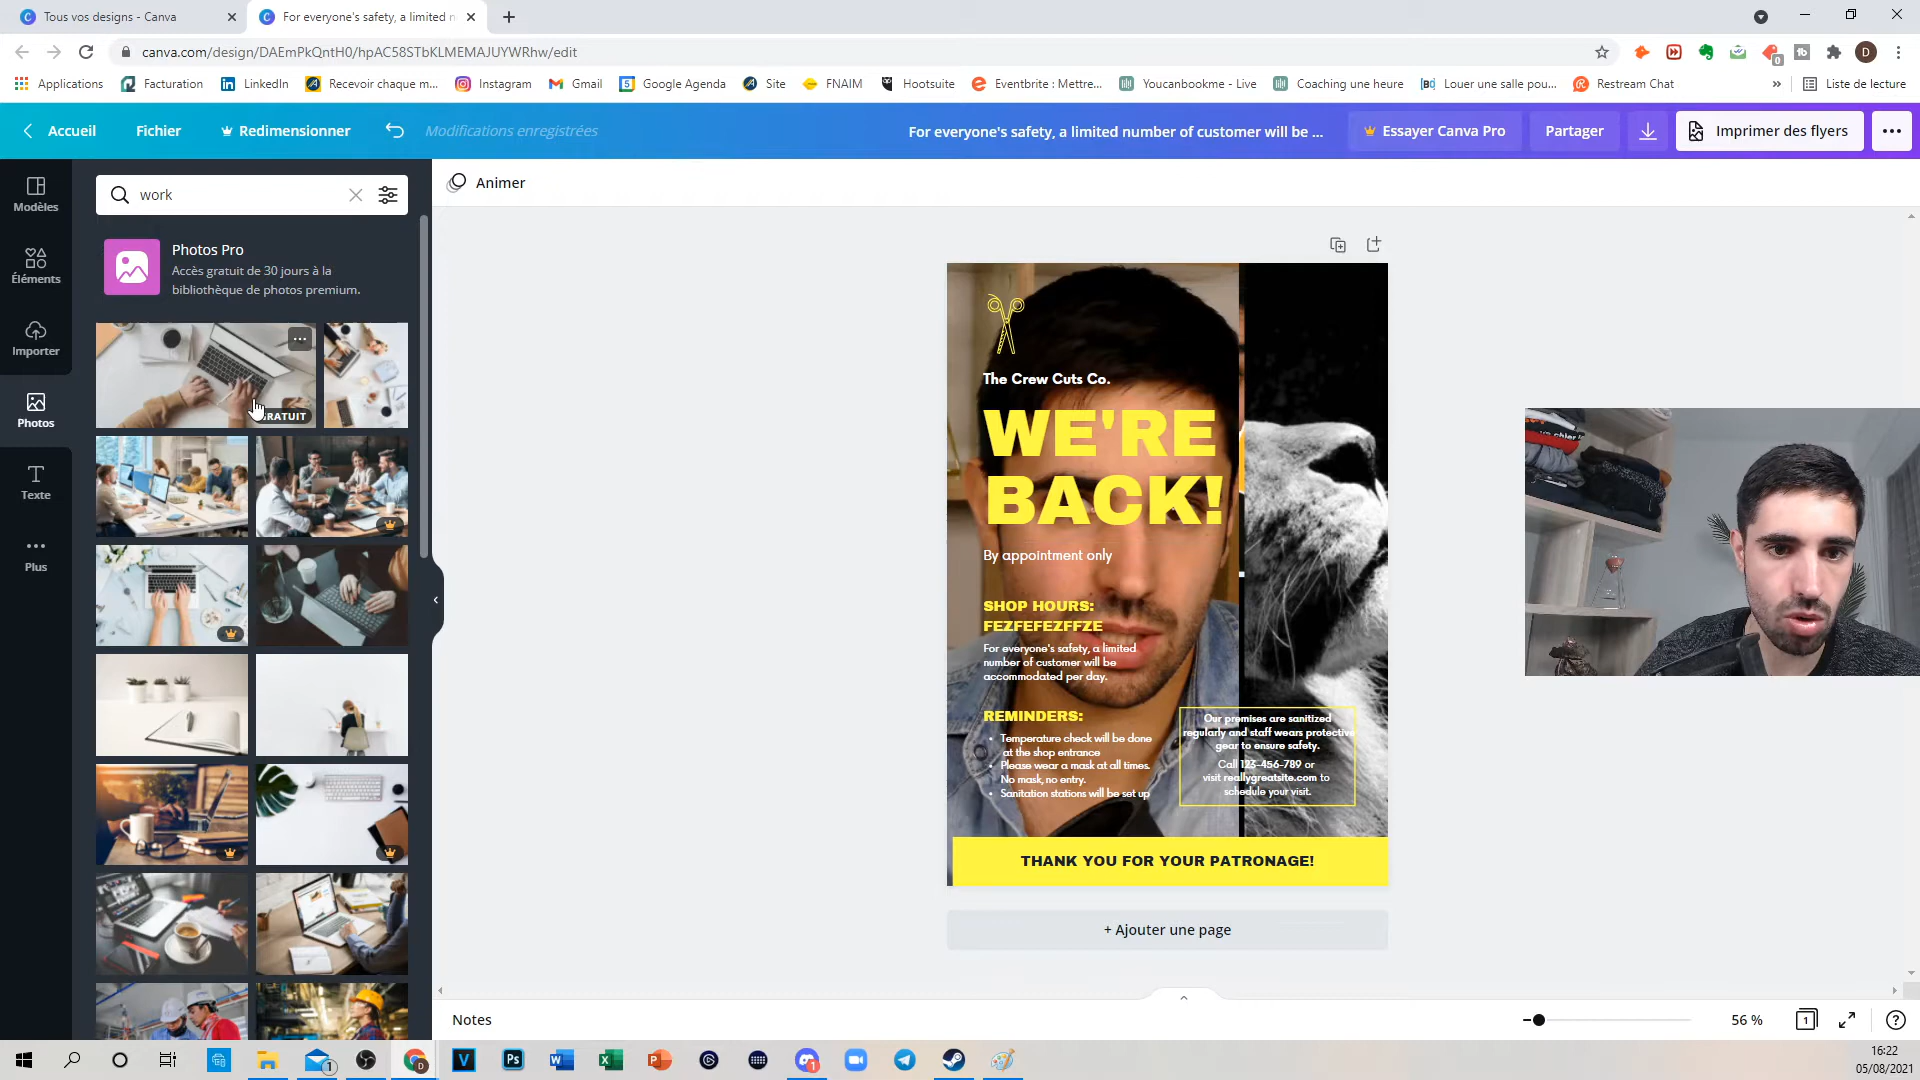 Tous vos designs - Canva
For everyone's safety, a limited n
canva.com/design/DAEmPkQntH0/hpAC58STbKLMEMAJUYWRhw/edit
Applications
Facturation
LinkedIn
Recevoir chaque m...
Instagram
Gmail
Google Agenda
Site
FNAIM
Hootsuite
Eventbrite : Mettre...
Youcanbookme - Live
Coaching une heure
Louer une salle pou...
Restream Chat
Liste de lecture
Accueil
Fichier
Redimensionner
Modifications enregistrées
For everyone's safety, a limited number of customer will be ...
Essayer Canva Pro
Partager
Imprimer des flyers
Modèles
Éléments
Importer
Photos
Texte
Plus
work
Photos Pro
Accès gratuit de 30 jours à la
bibliothèque de photos premium.
Animer
The Crew Cuts Co.
WE'RE
BACK!
By appointment only
SHOP HOURS:
FEZFEFEZFFZE
For everyone's safety, a limited
number of customer will be
accommodated per day.
REMINDERS:
• Temperature check will be done
at the shop entrance
• Please wear a mask at all times.
No mask, no entry.
• Sanitation stations will be set up
Our premises are sanitized
regularly and staff wears protective
gear to ensure safety.
Call 123-456-789 or
visit reallygreatsite.com to
schedule your visit.
THANK YOU FOR YOUR PATRONAGE!
+ Ajouter une page
Notes
56 %
1
16:22
05/08/2021